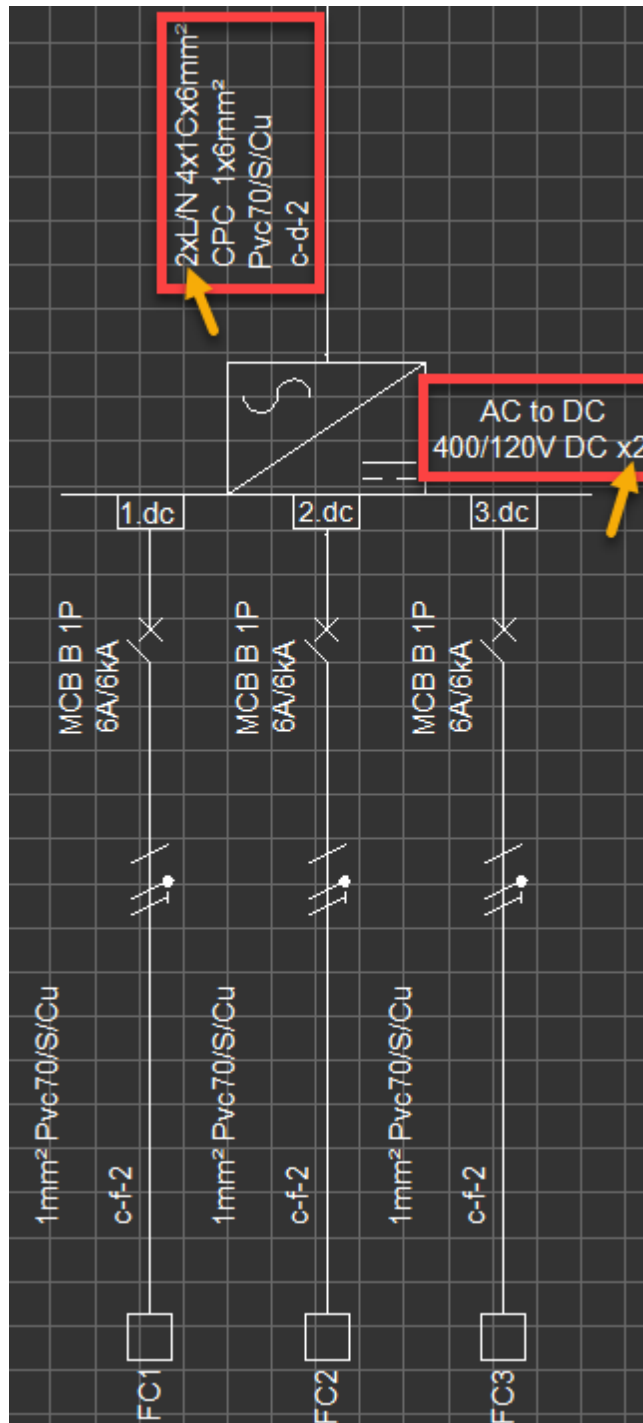 2xL/N 4x1Cx6mm²
CPC 1x6mm²
Pvc70/S/Cu
c-d-2
AC to DC
400/120V DC x2
1.dc
2.dc
3.dc
MCB B 1P
6A/6kA
MCB B 1P
6A/6kA
MCB B 1P
6A/6kA
1mm² Pvc70/S/Cu
c-f-2
1mm² Pvc70/S/Cu
c-f-2
1mm² Pvc70/S/Cu
c-f-2
FC1
FC2
FC3